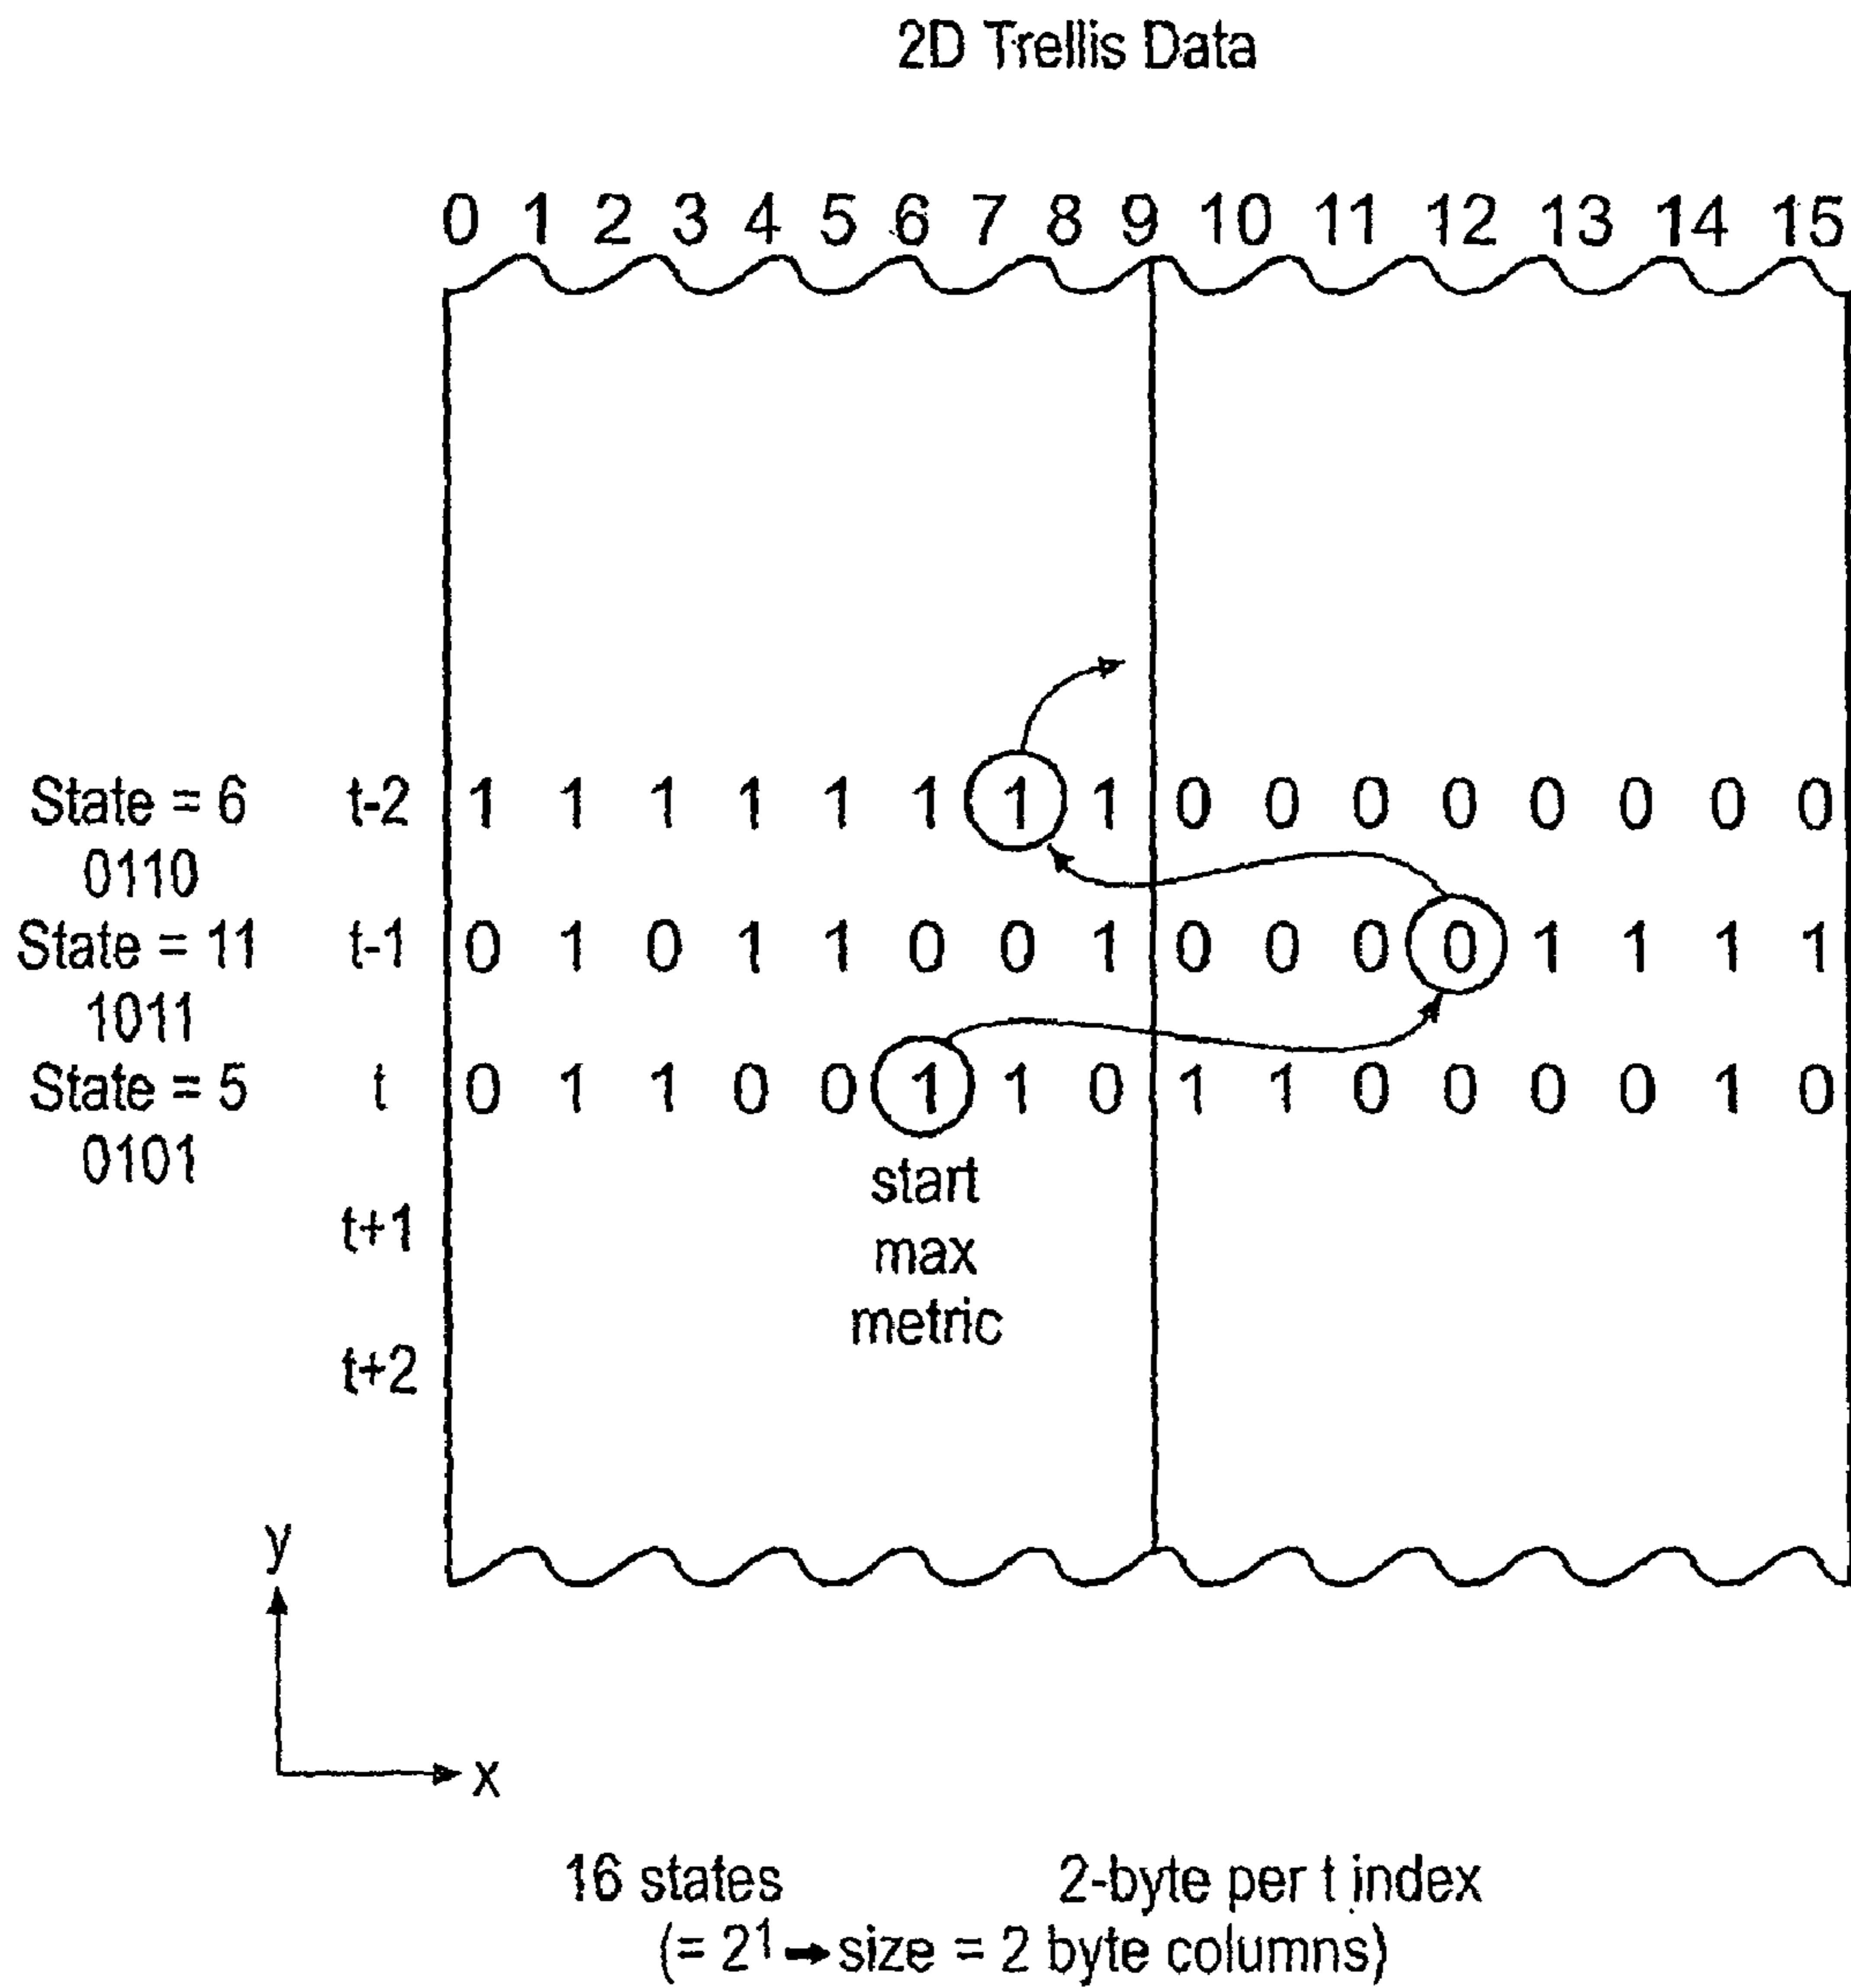 2D Trellis Data
0 1 2 3 4 5 6 7 8 9 10 11 12 13 14 15
State = 6 t-2 1 1 1 1 1 1 1 1 0 0 0 0 0 0 0 0
0110
State = 11 t-1 0 1 0 1 1 0 0 1 0 0 0 0 1 1 1 1
1011
State = 5 t 0 1 1 0 0 1 1 0 1 1 0 0 0 0 1 0
0101
start
t+1
max
metric
t+2
y
x
16 states 2-byte per t index
(= 2¹ → size = 2 byte columns)